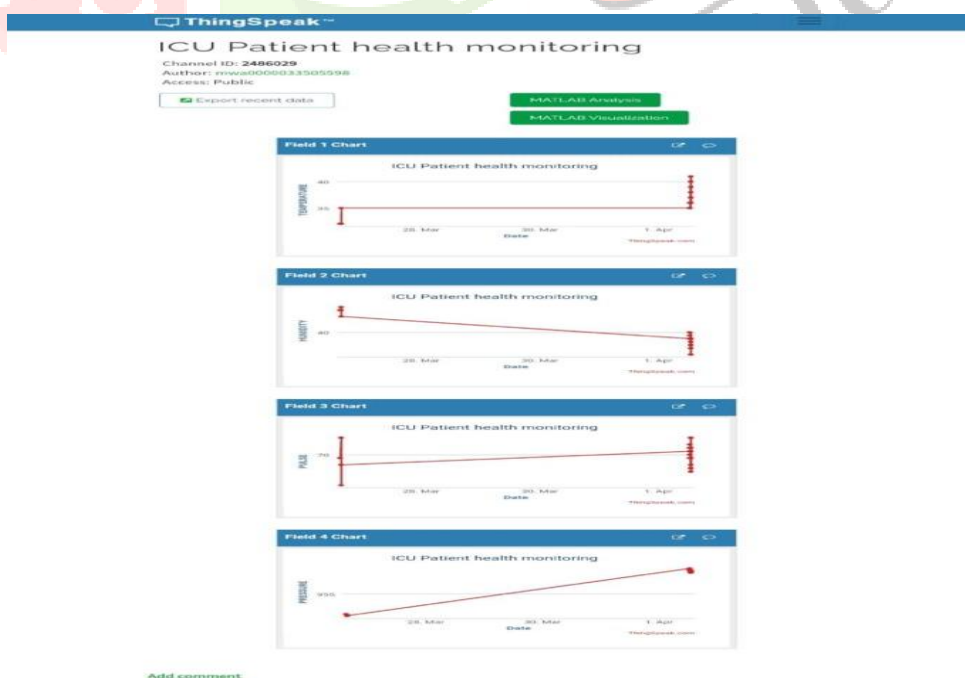 ThingSpeak™
ICU Patient health monitoring
Channel ID: 2486029
Author: mwa0000033505598
Access: Public
Export recent data
MATLAB Analysis
MATLAB Visualization
Field 1 Chart
ICU Patient health monitoring
TEMPERATURE
40
35
28. Mar 30. Mar 1. Apr
Date
ThingSpeak.com
Field 2 Chart
ICU Patient health monitoring
HUMIDITY
40
28. Mar 30. Mar 1. Apr
Date
ThingSpeak.com
Field 3 Chart
ICU Patient health monitoring
PULSE
70
28. Mar 30. Mar 1. Apr
Date
ThingSpeak.com
Field 4 Chart
ICU Patient health monitoring
PRESSURE
28. Mar 30. Mar 1. Apr
Date
ThingSpeak.com
Add comment